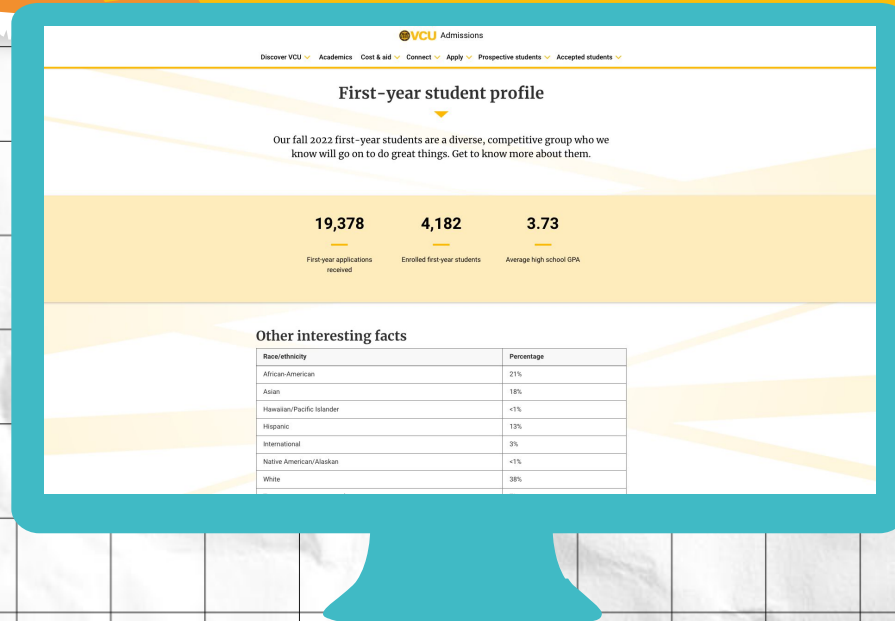 VCU Admissions
Discover VCU Academics Cost & aid Connect Apply Prospective students Accepted students
First-year student profile
Our fall 2022 first-year students are a diverse, competitive group who we
know will go on to do great things. Get to know more about them.
19,378 4,182 3.73
First-year applications Enrolled first-year students Average high school GPA
received
Other interesting facts
Race/ethnicity Percentage
African-American 21%
Asian 18%
Hawaiian/Pacific Islander <1%
Hispanic 13%
International 3%
Native American/Alaskan <1%
White 38%